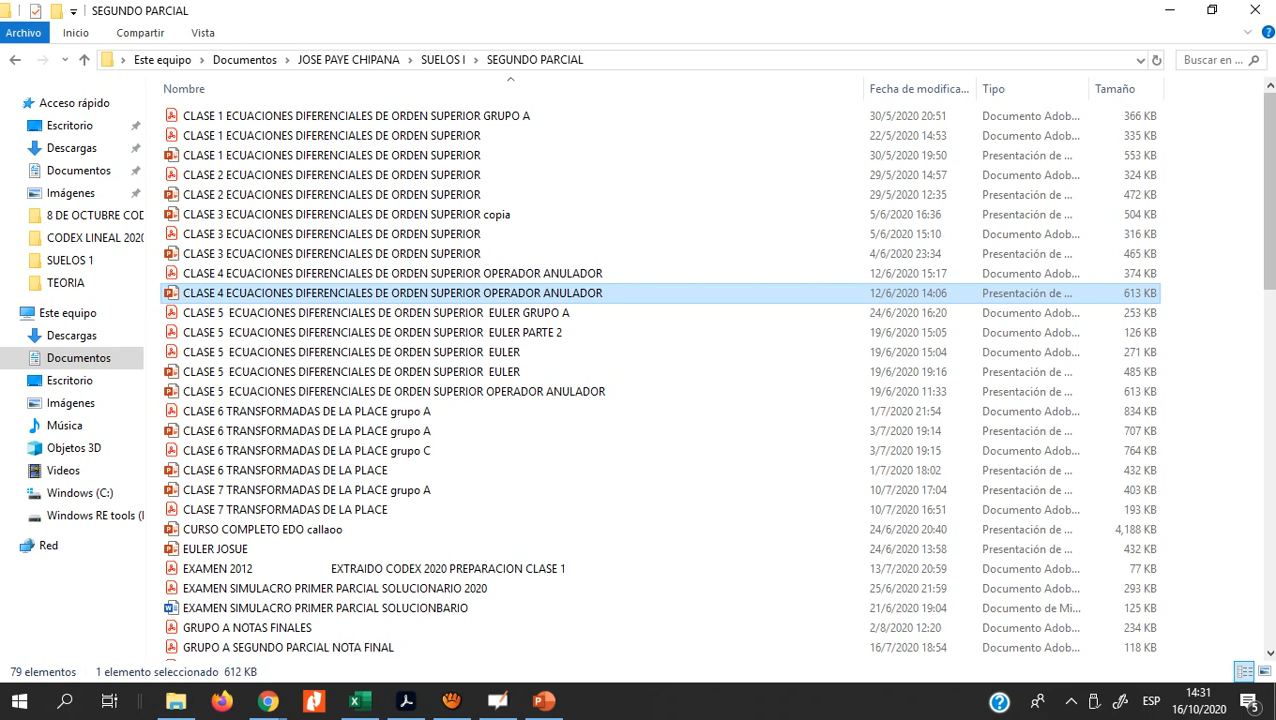 SEGUNDO PARCIAL
Archivo Inicio Compartir Vista
Este equipo > Documentos > JOSE PAYE CHIPANA > SUELOS I > SEGUNDO PARCIAL Buscar en ...
Nombre Fecha de modifica... Tipo Tamaño
Acceso rápido
Escritorio
Descargas
Documentos
Imágenes
8 DE OCTUBRE COD
CODEX LINEAL 2020
SUELOS 1
TEORIA
Este equipo
Descargas
Documentos
Escritorio
Imágenes
Música
Objetos 3D
Videos
Windows (C:)
Windows RE tools (
Red
CLASE 1 ECUACIONES DIFERENCIALES DE ORDEN SUPERIOR GRUPO A 30/5/2020 20:51 Documento Adob... 366 KB
CLASE 1 ECUACIONES DIFERENCIALES DE ORDEN SUPERIOR 22/5/2020 14:53 Documento Adob... 335 KB
CLASE 1 ECUACIONES DIFERENCIALES DE ORDEN SUPERIOR 30/5/2020 19:50 Presentación de ... 553 KB
CLASE 2 ECUACIONES DIFERENCIALES DE ORDEN SUPERIOR 29/5/2020 14:57 Documento Adob... 324 KB
CLASE 2 ECUACIONES DIFERENCIALES DE ORDEN SUPERIOR 29/5/2020 12:35 Presentación de ... 472 KB
CLASE 3 ECUACIONES DIFERENCIALES DE ORDEN SUPERIOR copia 5/6/2020 16:36 Presentación de ... 504 KB
CLASE 3 ECUACIONES DIFERENCIALES DE ORDEN SUPERIOR 5/6/2020 15:10 Documento Adob... 316 KB
CLASE 3 ECUACIONES DIFERENCIALES DE ORDEN SUPERIOR 4/6/2020 23:34 Presentación de ... 465 KB
CLASE 4 ECUACIONES DIFERENCIALES DE ORDEN SUPERIOR OPERADOR ANULADOR 12/6/2020 15:17 Documento Adob... 374 KB
CLASE 4 ECUACIONES DIFERENCIALES DE ORDEN SUPERIOR OPERADOR ANULADOR 12/6/2020 14:06 Presentación de ... 613 KB
CLASE 5 ECUACIONES DIFERENCIALES DE ORDEN SUPERIOR EULER GRUPO A 24/6/2020 16:20 Documento Adob... 253 KB
CLASE 5 ECUACIONES DIFERENCIALES DE ORDEN SUPERIOR EULER PARTE 2 19/6/2020 15:05 Documento Adob... 126 KB
CLASE 5 ECUACIONES DIFERENCIALES DE ORDEN SUPERIOR EULER 19/6/2020 15:04 Documento Adob... 271 KB
CLASE 5 ECUACIONES DIFERENCIALES DE ORDEN SUPERIOR EULER 19/6/2020 19:16 Presentación de ... 485 KB
CLASE 5 ECUACIONES DIFERENCIALES DE ORDEN SUPERIOR OPERADOR ANULADOR 19/6/2020 11:33 Presentación de ... 613 KB
CLASE 6 TRANSFORMADAS DE LA PLACE grupo A 1/7/2020 21:54 Documento Adob... 834 KB
CLASE 6 TRANSFORMADAS DE LA PLACE grupo A 3/7/2020 19:14 Presentación de ... 707 KB
CLASE 6 TRANSFORMADAS DE LA PLACE grupo C 3/7/2020 19:15 Documento Adob... 764 KB
CLASE 6 TRANSFORMADAS DE LA PLACE 1/7/2020 18:02 Presentación de ... 432 KB
CLASE 7 TRANSFORMADAS DE LA PLACE grupo A 10/7/2020 17:04 Presentación de ... 403 KB
CLASE 7 TRANSFORMADAS DE LA PLACE 10/7/2020 16:51 Documento Adob... 193 KB
CURSO COMPLETO EDO callaoo 24/6/2020 20:40 Presentación de ... 4,188 KB
EULER JOSUE 24/6/2020 13:58 Presentación de ... 432 KB
EXAMEN 2012 EXTRAIDO CODEX 2020 PREPARACION CLASE 1 13/7/2020 20:59 Documento Adob... 77 KB
EXAMEN SIMULACRO PRIMER PARCIAL SOLUCIONARIO 2020 25/6/2020 21:59 Documento Adob... 293 KB
EXAMEN SIMULACRO PRIMER PARCIAL SOLUCIONBARIO 21/6/2020 19:04 Documento de Mi... 125 KB
GRUPO A NOTAS FINALES 2/8/2020 12:20 Documento Adob... 234 KB
GRUPO A SEGUNDO PARCIAL NOTA FINAL 16/7/2020 18:54 Documento Adob... 118 KB
79 elementos 1 elemento seleccionado 612 KB
ESP 14:31
16/10/2020
5